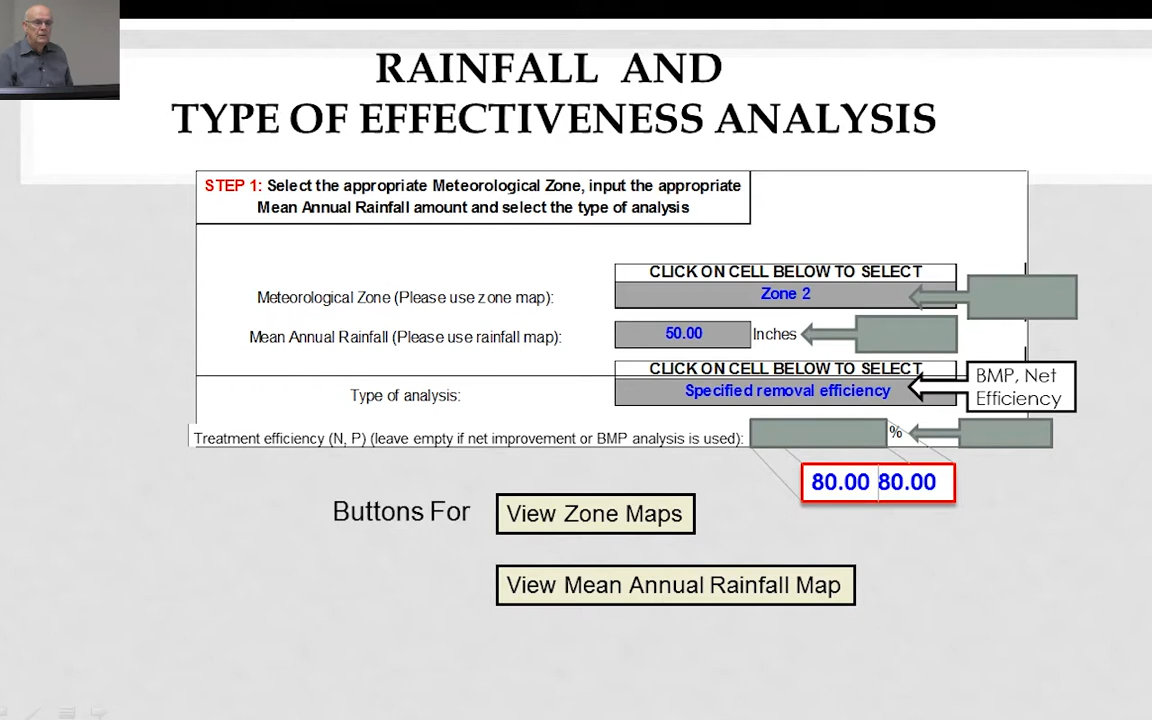 RAINFALL AND
TYPE OF EFFECTIVENESS ANALYSIS
STEP 1: Select the appropriate Meteorological Zone, input the appropriate
Mean Annual Rainfall amount and select the type of analysis
CLICK ON CELL BELOW TO SELECT
Meteorological Zone (Please use zone map):
Zone 2
Mean Annual Rainfall (Please use rainfall map):
50.00
Inches
CLICK ON CELL BELOW TO SELECT
Type of analysis:
Specified removal efficiency
BMP, Net
Efficiency
Treatment efficiency (N, P) (leave empty if net improvement or BMP analysis is used):
%
80.00 80.00
Buttons For
View Zone Maps
View Mean Annual Rainfall Map